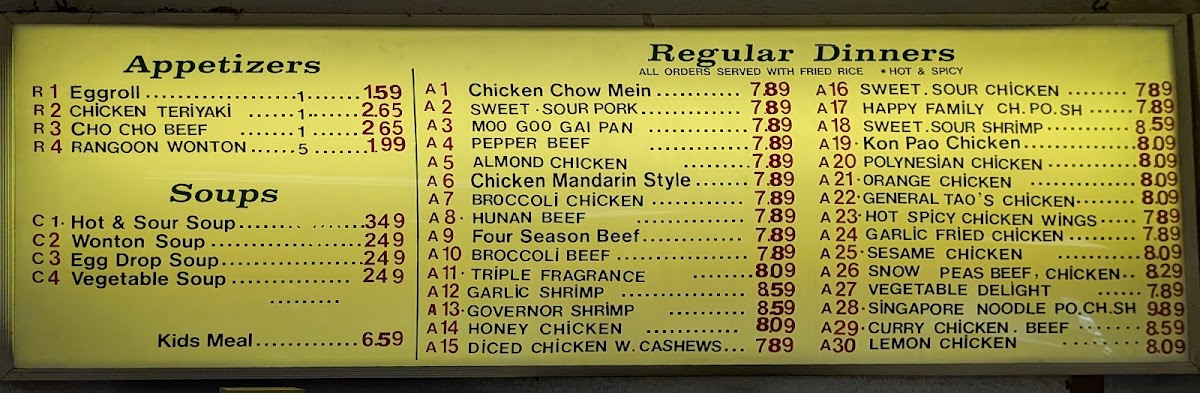 Appetizers
R 1 Eggroll ......................1........1.59
R 2 CHICKEN TERIYAKI ......1........2.65
R 3 CHO CHO BEEF ........1........2.65
R 4 RANGOON WONTON ......5........1.99
Soups
C 1. Hot & Sour Soup.....................3.49
C 2 Wonton Soup ........................2.49
C 3 Egg Drop Soup......................2.49
C 4 Vegetable Soup ...................2.49
.........
Kids Meal.............6.59
Regular Dinners
ALL ORDERS SERVED WITH FRIED RICE * HOT & SPICY
A 1 Chicken Chow Mein ............7.89
A 2 SWEET . SOUR PORK.............7.89
A 3 MOO GOO GAI PAN .............7.89
A 4 PEPPER BEEF .............7.89
A 5 ALMOND CHICKEN .........7.89
A 6 Chicken Mandarin Style........7.89
A 7 BROCCOLI CHICKEN ............7.89
A 8. HUNAN BEEF .............7.89
A 9 Four Season Beef...............7.89
A 10 BROCCOLI BEEF .................7.89
A 11. TRIPLE FRAGRANCE ........8.09
A 12 GARLIC SHRIMP ..............8.59
A 13. GOVERNOR SHRIMP ..........8.59
A 14 HONEY CHICKEN ............8.09
A 15 DICED CHICKEN W. CASHEWS... 7.89
A 16 SWEET . SOUR CHICKEN ........ 7.89
A 17 HAPPY FAMILY CH. PO. SH .......7.89
A 18 SWEET . SOUR SHRIMP............ 8.59
A 19. Kon Pao Chicken................8.09
A 20 POLYNESIAN CHICKEN ...........8.09
A 21. ORANGE CHICKEN .............8.09
A 22. GENERAL TAO'S CHICKEN........8.09
A 23. HOT SPICY CHICKEN WINGS..... 7.89
A 24 GARLIC FRIED CHICKEN ........7.89
A 25. SESAME CHICKEN ...........8.09
A 26 SNOW PEAS BEEF, CHICKEN.. 8.29
A 27 VEGETABLE DELIGHT .......7.89
A 28. SINGAPORE NOODLE PO. CH. SH 9.89
A 29. CURRY CHICKEN . BEEF ........ 8.59
A 30 LEMON CHICKEN ........ 8.09